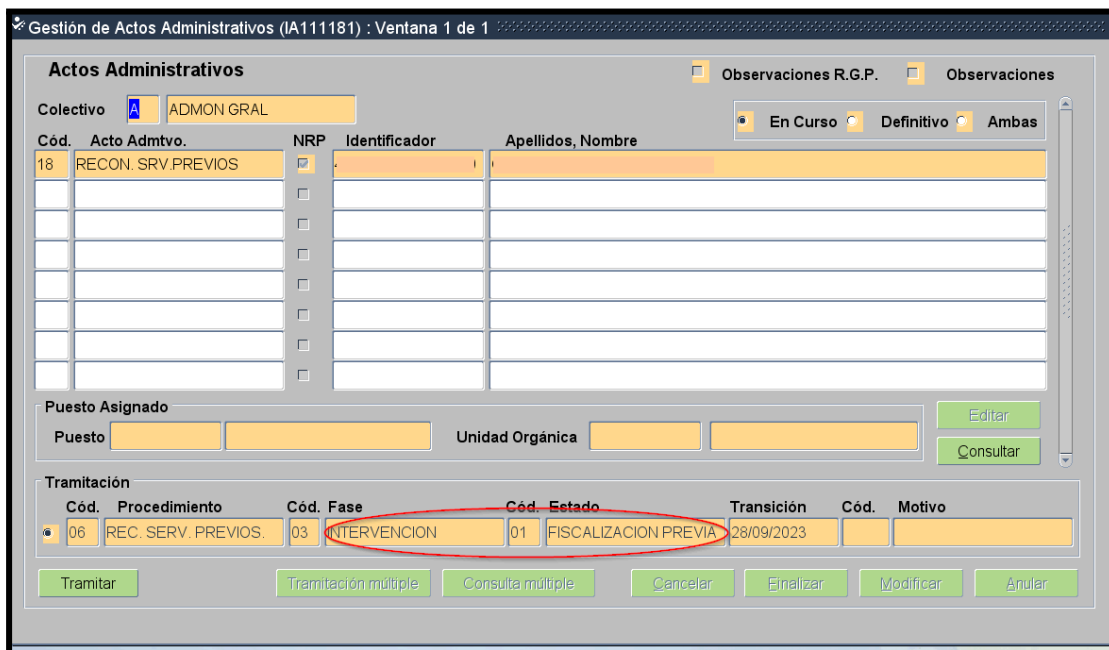 Gestión de Actos Administrativos (IA111181) : Ventana 1 de 1
Actos Administrativos
Observaciones R.G.P. Observaciones
Colectivo A ADMON GRAL
En Curso Definitivo Ambas
Cód. Acto Admtvo. NRP Identificador Apellidos, Nombre
18 RECON. SRV.PREVIOS
Puesto Asignado
Editar
Puesto Unidad Orgánica
Consultar
Tramitación
Cód. Procedimiento Cód. Fase Cód. Estado Transición Cód. Motivo
06 REC. SERV. PREVIOS. 03 INTERVENCION 01 FISCALIZACION PREVIA 28/09/2023
Tramitar Tramitación múltiple Consulta múltiple Cancelar Finalizar Modificar Anular